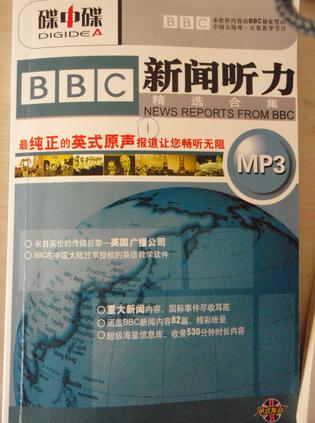 碟中碟
DIGIDEA
BBC 本软件内容由BBC独家授权
中国大陆唯一正版教学节目
BBC 新闻听力
精选合集
NEWS REPORTS FROM BBC
1
最纯正的英式原声报道让您畅听无阻
MP3
来自英伦的传媒巨擘—英国广播公司
BBC在中国大陆独家授权的英语教学软件
重大新闻内容，国际事件尽收耳底
涵盖BBC新闻内容82篇，精彩纷呈
超级海量信息库，收录530分钟时长内容